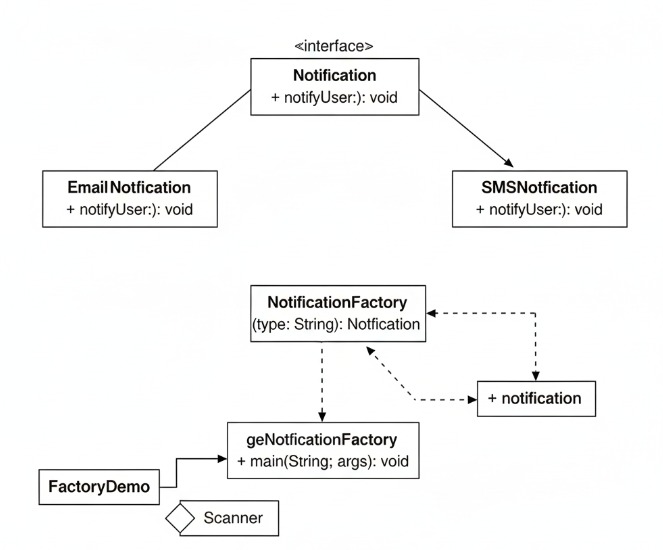 «interface»
Notification
+ notifyUser:): void
EmailNotfication
+ notifyUser:): void
SMSNotfication
+ notifyUser:): void
NotificationFactory
(type: String): Notfication
+ notification
geNotficationFactory
+ main(String; args): void
FactoryDemo
Scanner